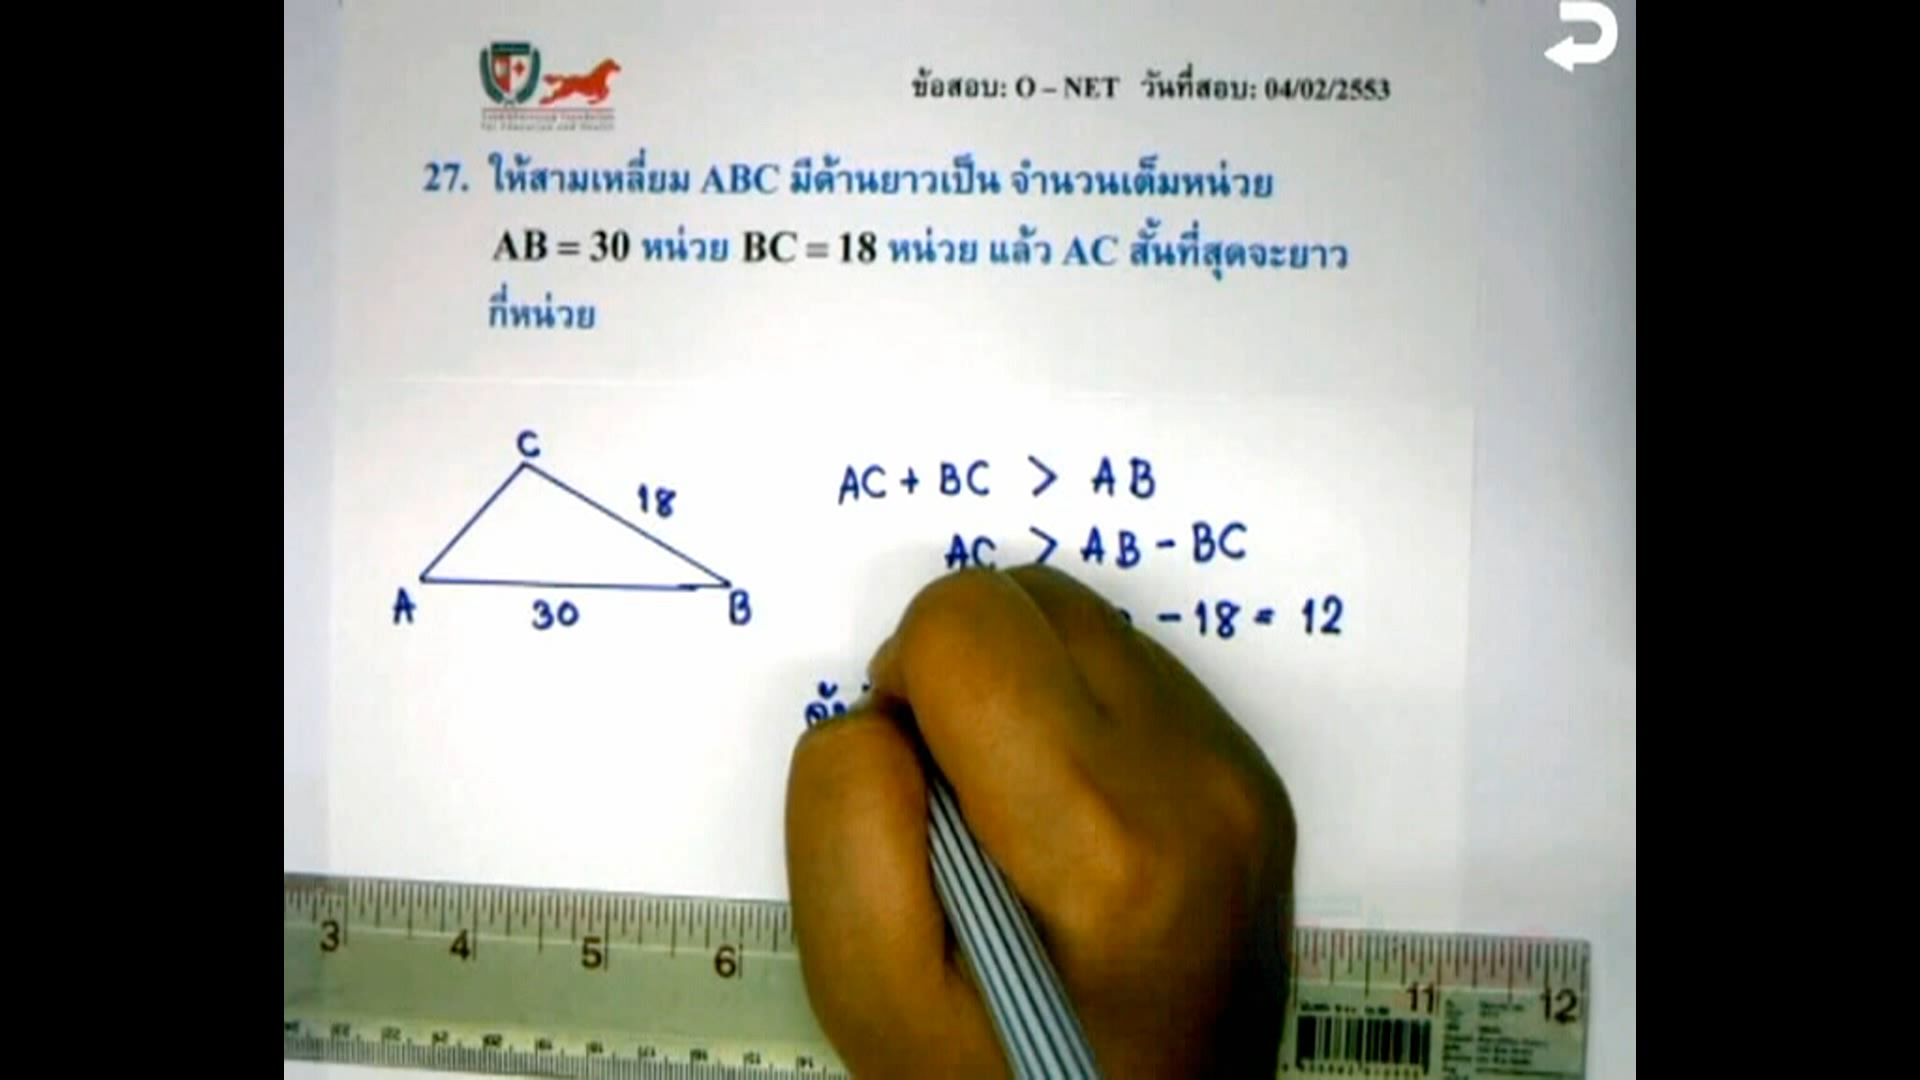 ข้อสอบ: O – NET วันที่สอบ: 04/02/2553
27. ให้สามเหลี่ยม ABC มีด้านยาวเป็น จำนวนเต็มหน่วย
AB = 30 หน่วย BC = 18 หน่วย แล้ว AC สั้นที่สุดจะยาว
กี่หน่วย
C
18
A
30
B
AC + BC > AB
AC > AB - BC
- 18 = 12
3
4
5
6
11
12